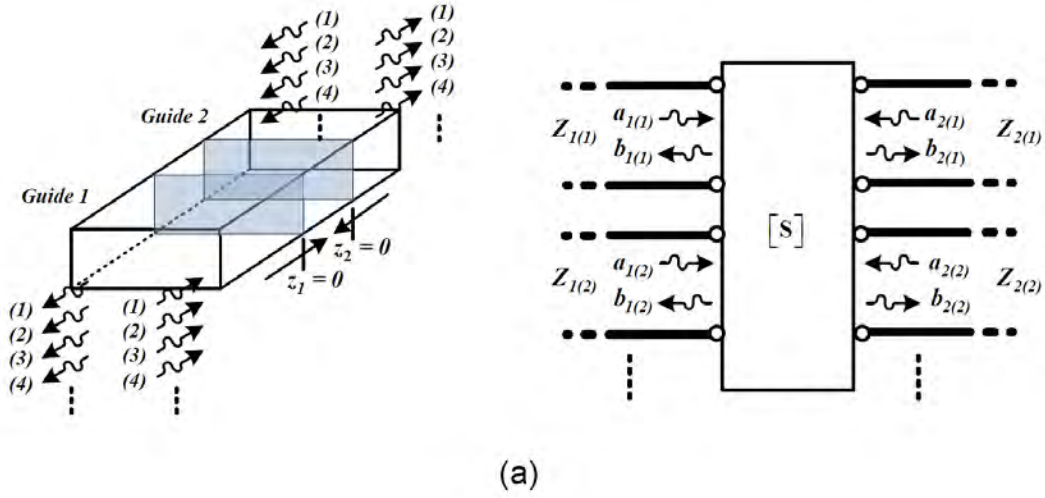 (1)
(2)
(3)
(4)
(1)
(2)
(3)
(4)
Guide 2
Guide 1
z2 = 0
z1 = 0
(1)
(2)
(3)
(4)
(1)
(2)
(3)
(4)
Z1(1)
a1(1)
b1(1)
Z1(2)
a1(2)
b1(2)
[S]
a2(1)
b2(1)
Z2(1)
a2(2)
b2(2)
Z2(2)
(a)